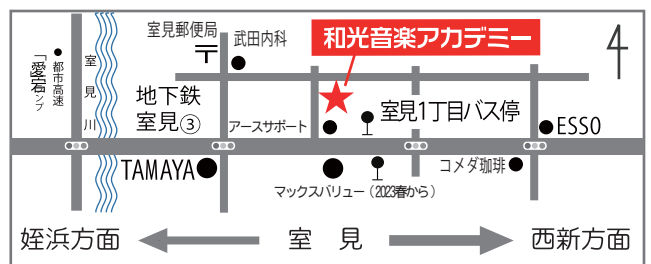 室見郵便局
〒
武田内科
和光音楽アカデミー
都市高速
「愛宕」ランプ
室見川
地下鉄
室見③
アースサポート
室見1丁目バス停
ESSO
TAMAYA
コメダ珈琲
マックスバリュー（2023春から）
姪浜方面
室見
西新方面